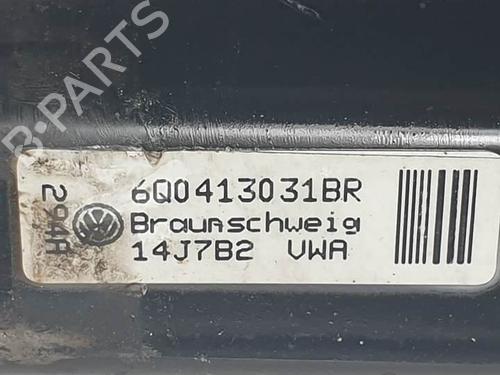 B-PARTS
294A
6Q0413031BR
Braunschweig
14J7B2 VWA